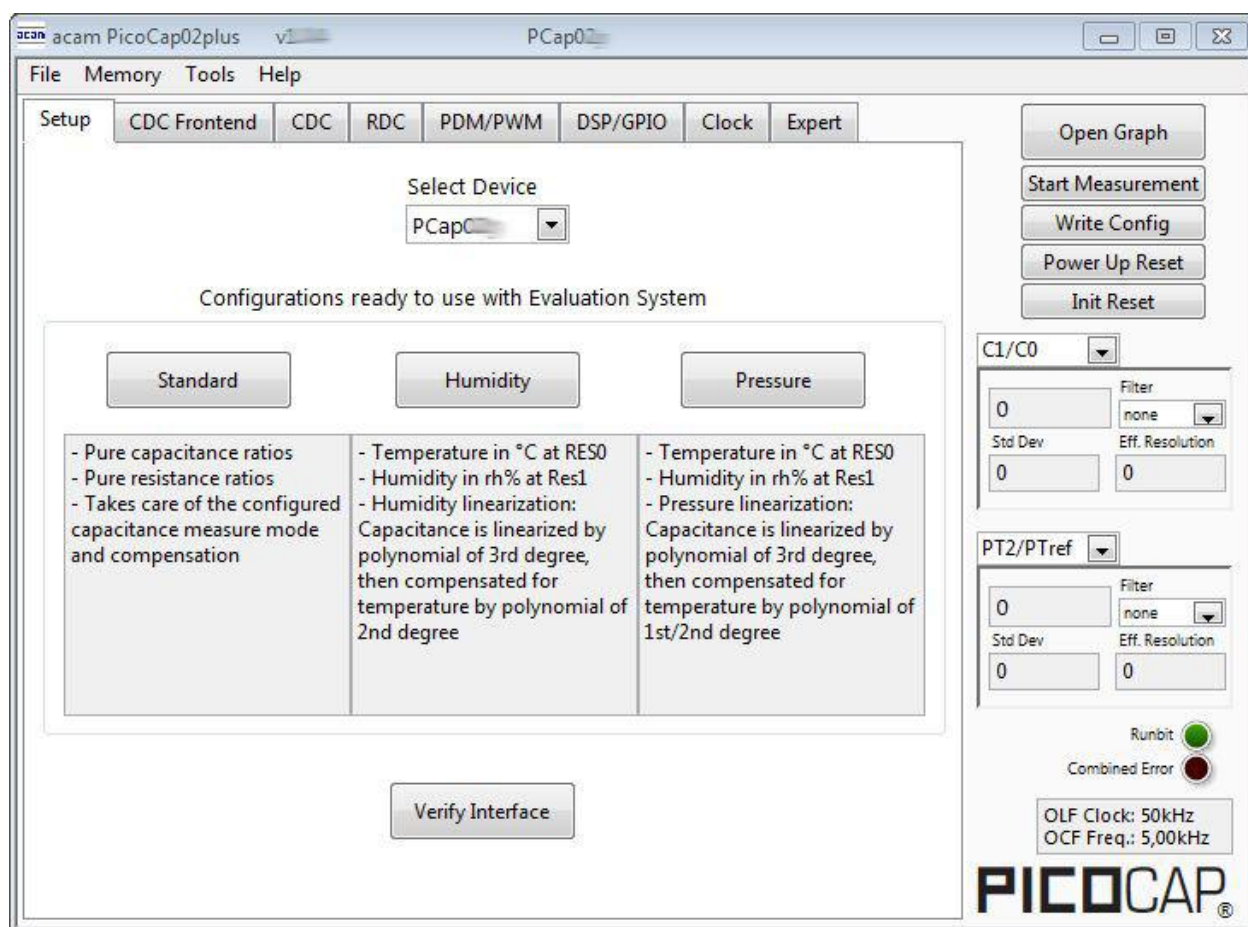 acam acam PicoCap02plus
File Memory Tools Help
Setup CDC Frontend CDC RDC PDM/PWM DSP/GPIO Clock Expert
Select Device
Configurations ready to use with Evaluation System
Standard
- Pure capacitance ratios
- Pure resistance ratios
- Takes care of the configured
capacitance measure mode
and compensation
Humidity
- Temperature in °C at RES0
- Humidity in rh% at Res1
- Humidity linearization:
Capacitance is linearized by
polynomial of 3rd degree,
then compensated for
temperature by polynomial of
2nd degree
Pressure
- Temperature in °C at RES0
- Humidity in rh% at Res1
- Pressure linearization:
Capacitance is linearized by
polynomial of 3rd degree,
then compensated for
temperature by polynomial of
1st/2nd degree
Verify Interface
Open Graph
Start Measurement
Write Config
Power Up Reset
Init Reset
C1/C0
Filter
0 none
Std Dev Eff. Resolution
0 0
PT2/PTref
Filter
0 none
Std Dev Eff. Resolution
0 0
Runbit
Combined Error
OLF Clock: 50kHz
OCF Freq.: 5,00kHz
PICOCAP®